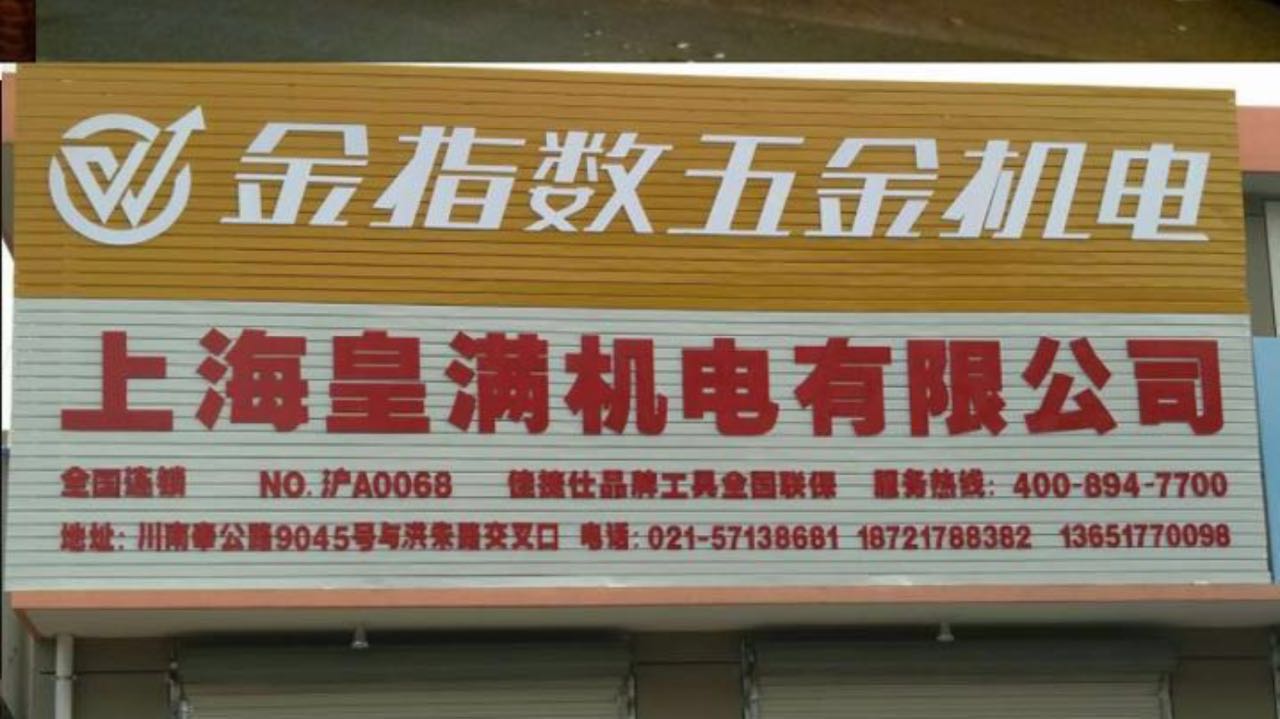 金指数五金机电
上海皇满机电有限公司
全国连锁 NO.沪A0068 德捷仕品牌工具全国联保 服务热线:400-894-7700
地址:川南奉公路9045号与洪朱路交叉口 电话:021-57138681 18721788382 13651770098